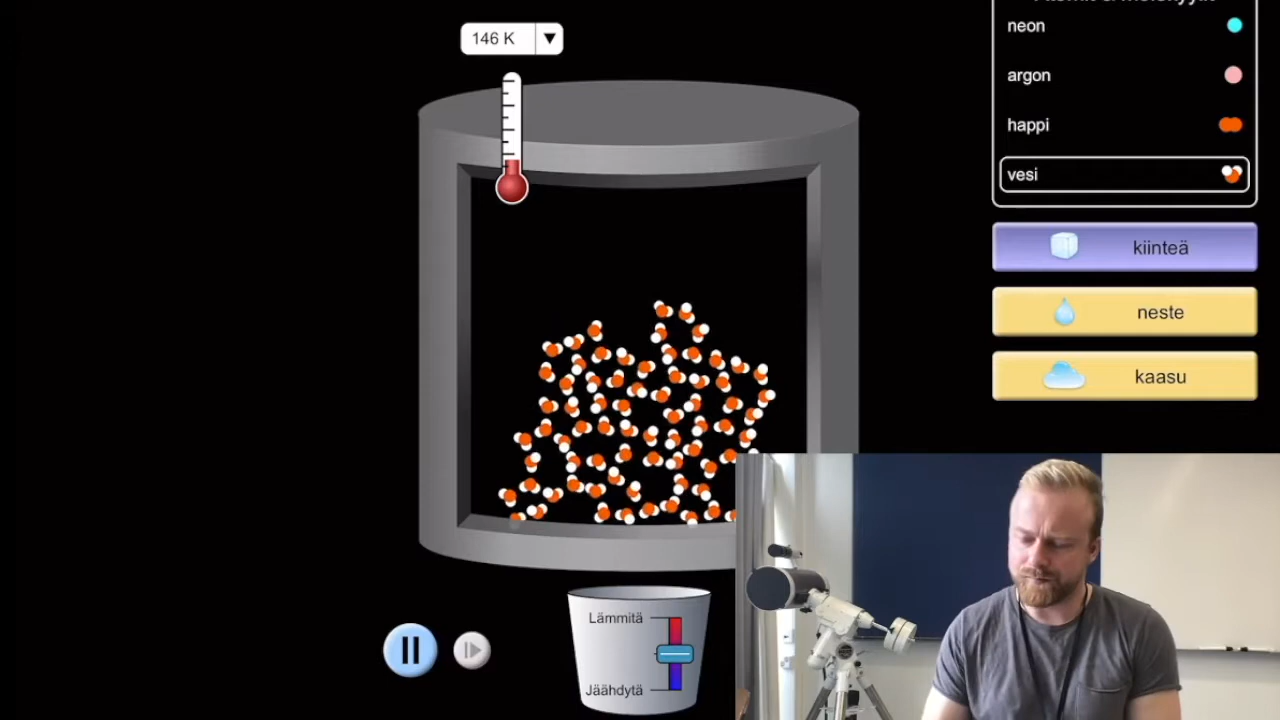 146 K
neon
argon
happi
vesi
kiinteä
neste
kaasu
Lämmitä
Jäähdytä